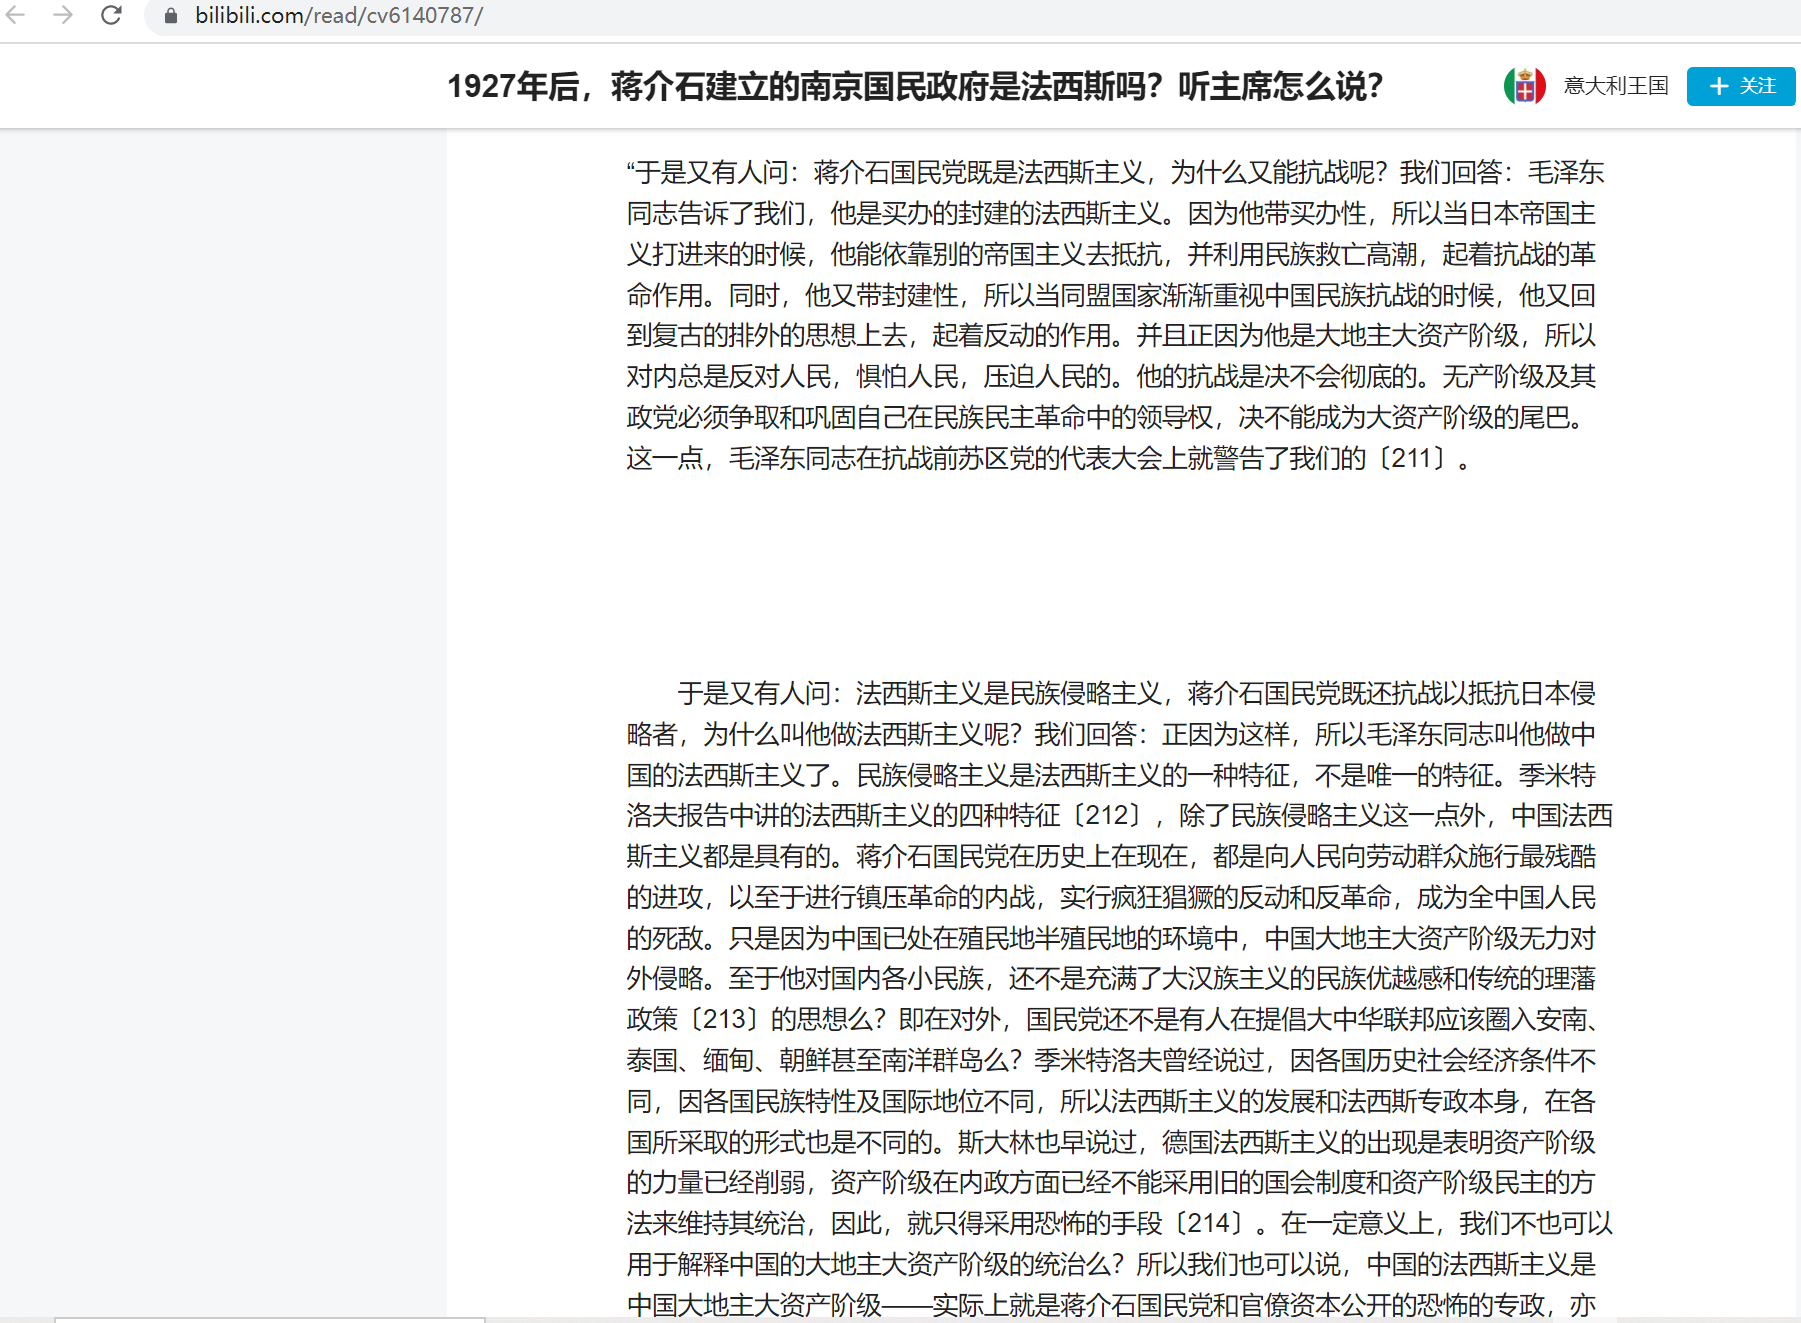 bilibili.com/read/cv6140787/
1927年后，蒋介石建立的南京国民政府是法西斯吗？听主席怎么说？
意大利王国
+ 关注
“于是又有人问：蒋介石国民党既是法西斯主义，为什么又能抗战呢？我们回答：毛泽东
同志告诉了我们，他是买办的封建的法西斯主义。因为他带买办性，所以当日本帝国主
义打进来的时候，他能依靠别的帝国主义去抵抗，并利用民族救亡高潮，起着抗战的革
命作用。同时，他又带封建性，所以当同盟国家渐渐重视中国民族抗战的时候，他又回
到复古的排外的思想上去，起着反动的作用。并且正因为他是大地主大资产阶级，所以
对内总是反对人民，惧怕人民，压迫人民的。他的抗战是决不会彻底的。无产阶级及其
政党必须争取和巩固自己在民族民主革命中的领导权，决不能成为大资产阶级的尾巴。
这一点，毛泽东同志在抗战前苏区党的代表大会上就警告了我们的〔211〕。
于是又有人问：法西斯主义是民族侵略主义，蒋介石国民党既还抗战以抵抗日本侵
略者，为什么叫他做法西斯主义呢？我们回答：正因为这样，所以毛泽东同志叫他做中
国的法西斯主义了。民族侵略主义是法西斯主义的一种特征，不是唯一的特征。季米特
洛夫报告中讲的法西斯主义的四种特征〔212〕，除了民族侵略主义这一点外，中国法西
斯主义都是具有的。蒋介石国民党在历史上在现在，都是向人民向劳动群众施行最残酷
的进攻，以至于进行镇压革命的内战，实行疯狂猖獗的反动和反革命，成为全中国人民
的死敌。只是因为中国已处在殖民地半殖民地的环境中，中国大地主大资产阶级无力对
外侵略。至于他对国内各小民族，还不是充满了大汉族主义的民族优越感和传统的理藩
政策〔213〕的思想么？即在对外，国民党还不是有人在提倡大中华联邦应该圈入安南、
泰国、缅甸、朝鲜甚至南洋群岛么？季米特洛夫曾经说过，因各国历史社会经济条件不
同，因各国民族特性及国际地位不同，所以法西斯主义的发展和法西斯专政本身，在各
国所采取的形式也是不同的。斯大林也早说过，德国法西斯主义的出现是表明资产阶级
的力量已经削弱，资产阶级在内政方面已经不能采用旧的国会制度和资产阶级民主的方
法来维持其统治，因此，就只得采用恐怖的手段〔214〕。在一定意义上，我们不也可以
用于解释中国的大地主大资产阶级的统治么？所以我们也可以说，中国的法西斯主义是
中国大地主大资产阶级——实际上就是蒋介石国民党和官僚资本公开的恐怖的专政，亦